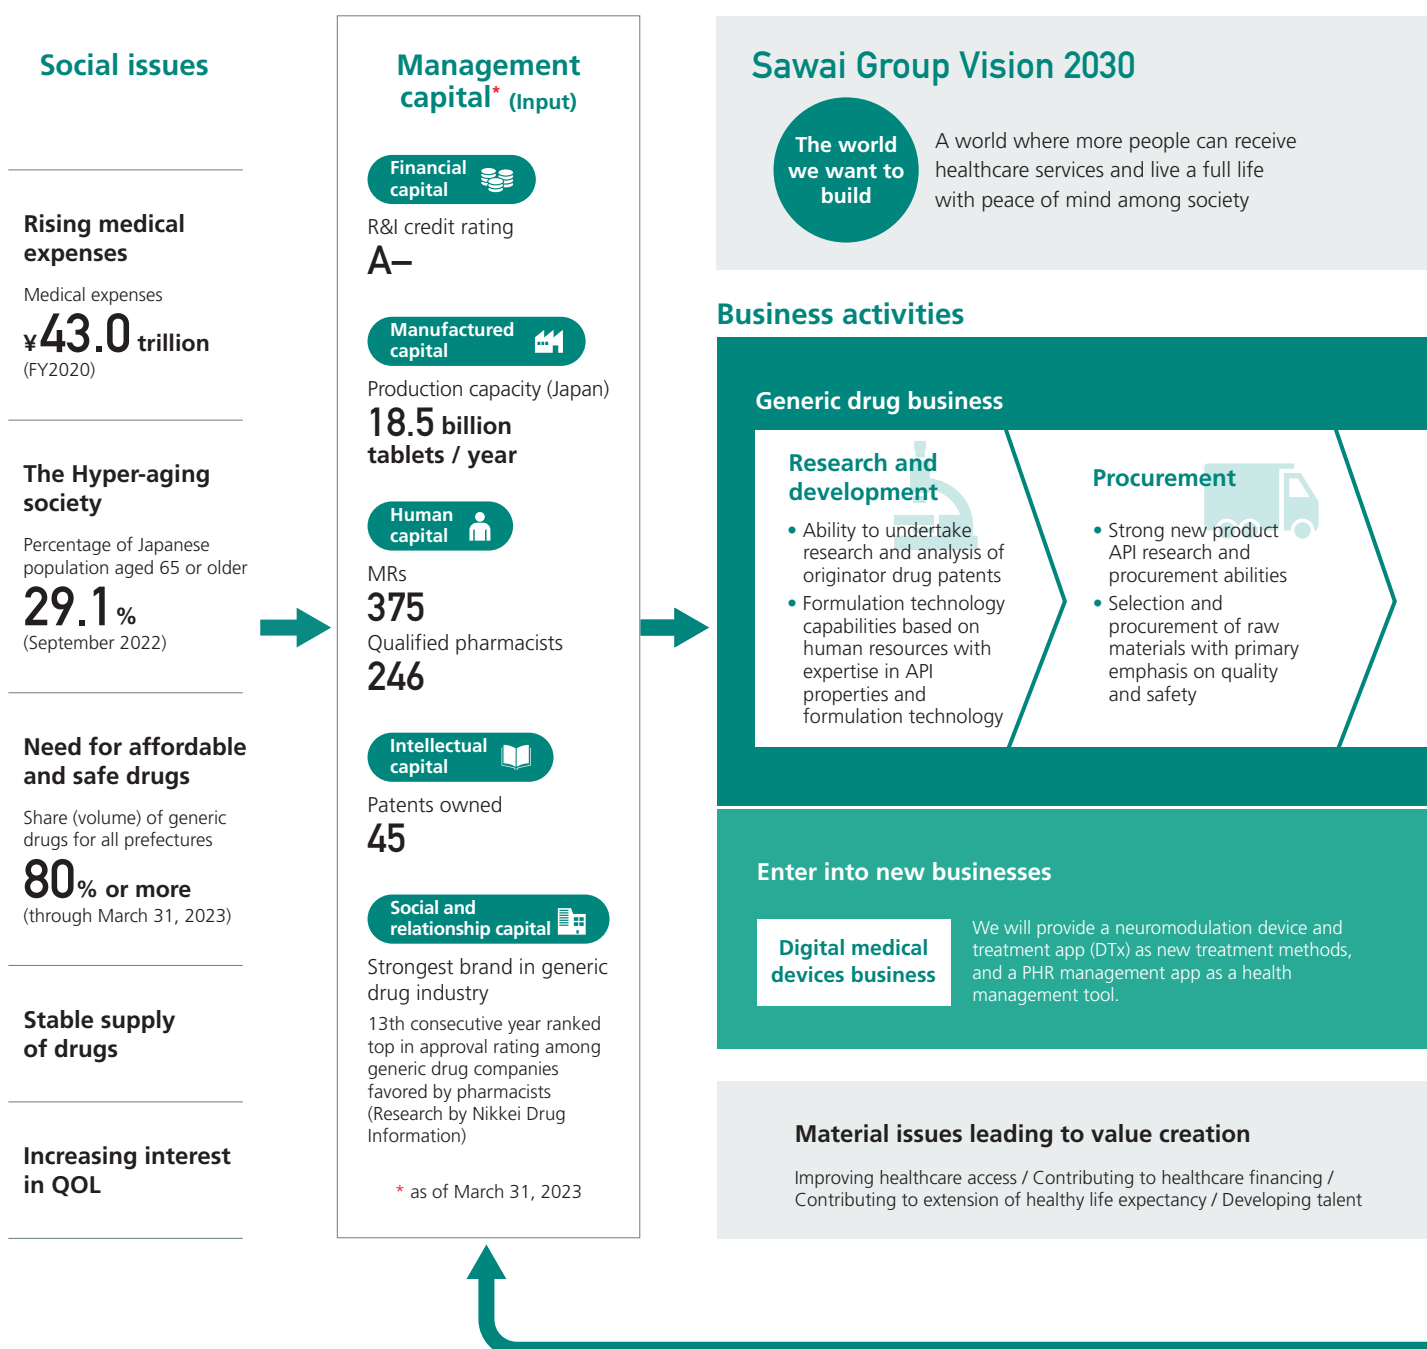 Social issues
Rising medical
expenses
Medical expenses
¥43.0 trillion
(FY2020)
The Hyper-aging
society
Percentage of Japanese
population aged 65 or older
29.1 %
(September 2022)
Need for affordable
and safe drugs
Share (volume) of generic
drugs for all prefectures
80% or more
(through March 31, 2023)
Stable supply
of drugs
Increasing interest
in QOL
Management
capital* (Input)
Financial
capital
R&I credit rating
A–
Manufactured
capital
Production capacity (Japan)
18.5 billion
tablets / year
Human
capital
MRs
375
Qualified pharmacists
246
Intellectual
capital
Patents owned
45
Social and
relationship capital
Strongest brand in generic
drug industry
13th consecutive year ranked
top in approval rating among
generic drug companies
favored by pharmacists
(Research by Nikkei Drug
Information)
* as of March 31, 2023
Sawai Group Vision 2030
The world
we want to
build
A world where more people can receive
healthcare services and live a full life
with peace of mind among society
Business activities
Generic drug business
Research and
development
• Ability to undertake
research and analysis of
originator drug patents
• Formulation technology
capabilities based on
human resources with
expertise in API
properties and
formulation technology
Procurement
• Strong new product
API research and
procurement abilities
• Selection and
procurement of raw
materials with primary
emphasis on quality
and safety
Enter into new businesses
Digital medical
devices business
We will provide a neuromodulation device and
treatment app (DTx) as new treatment methods,
and a PHR management app as a health
management tool.
Material issues leading to value creation
Improving healthcare access / Contributing to healthcare financing /
Contributing to extension of healthy life expectancy / Developing talent